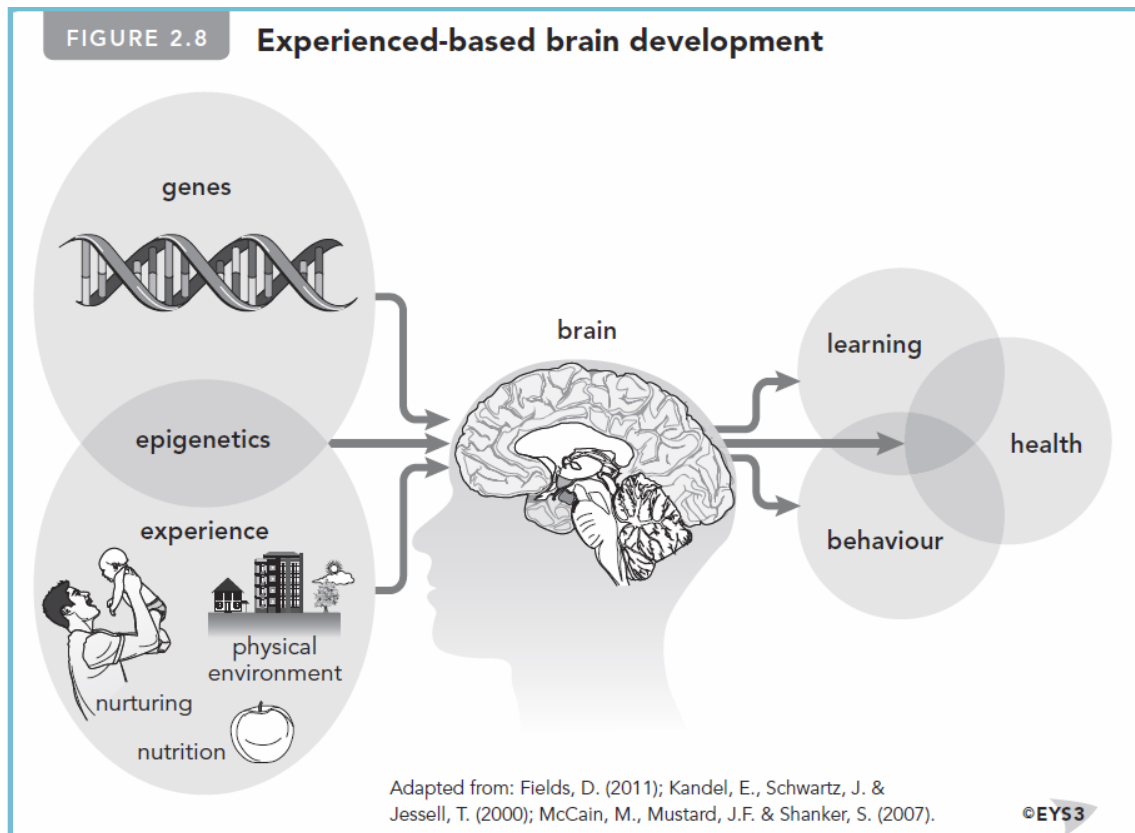 FIGURE 2.8
Experienced-based brain development
genes
epigenetics
experience
physical
environment
nurturing
nutrition
brain
learning
health
behaviour
Adapted from: Fields, D. (2011); Kandel, E., Schwartz, J. &
Jessell, T. (2000); McCain, M., Mustard, J.F. & Shanker, S. (2007).
©EYS3